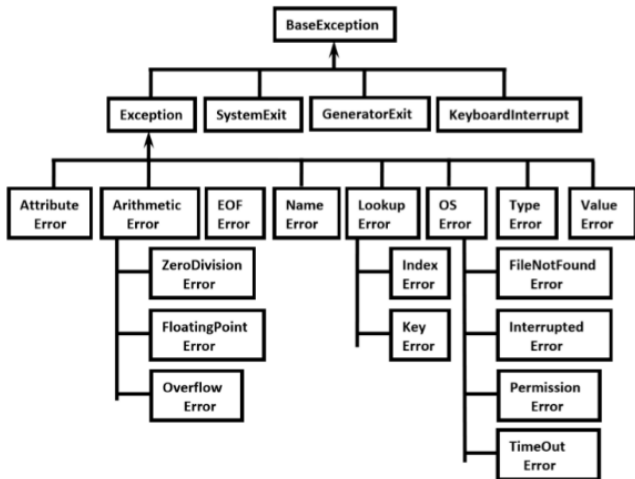 BaseException
Exception
SystemExit
GeneratorExit
KeyboardInterrupt
Attribute
Error
Arithmetic
Error
EOF
Error
Name
Error
Lookup
Error
OS
Error
Type
Error
Value
Error
ZeroDivision
Error
FloatingPoint
Error
Overflow
Error
Index
Error
Key
Error
FileNotFound
Error
Interrupted
Error
Permission
Error
TimeOut
Error